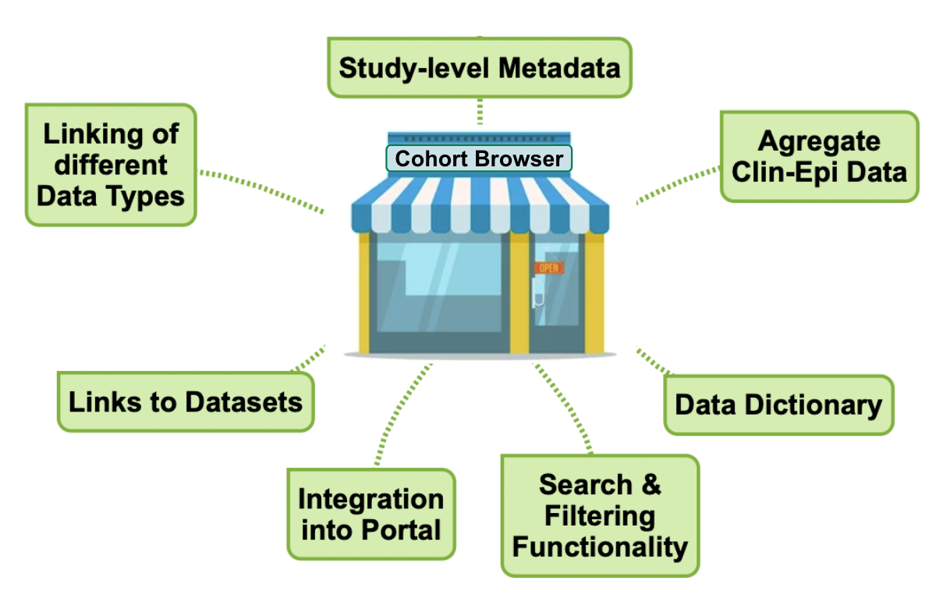 Study-level Metadata
Linking of
different
Data Types
Agregate
Clin-Epi Data
Cohort Browser
OPEN
Links to Datasets
Data Dictionary
Integration
into Portal
Search &
Filtering
Functionality